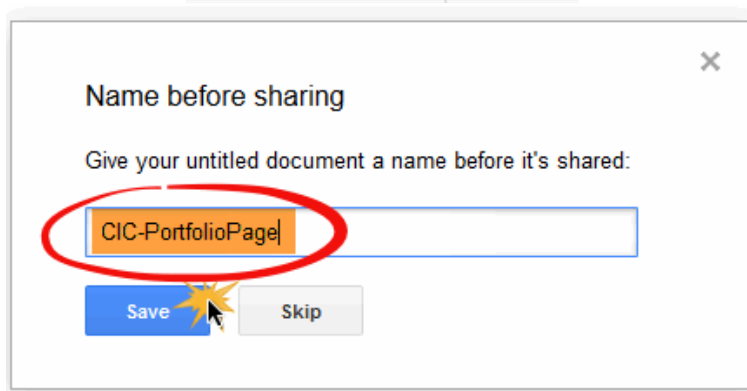 Name before sharing
Give your untitled document a name before it's shared:
CIC-PortfolioPage
Save Skip